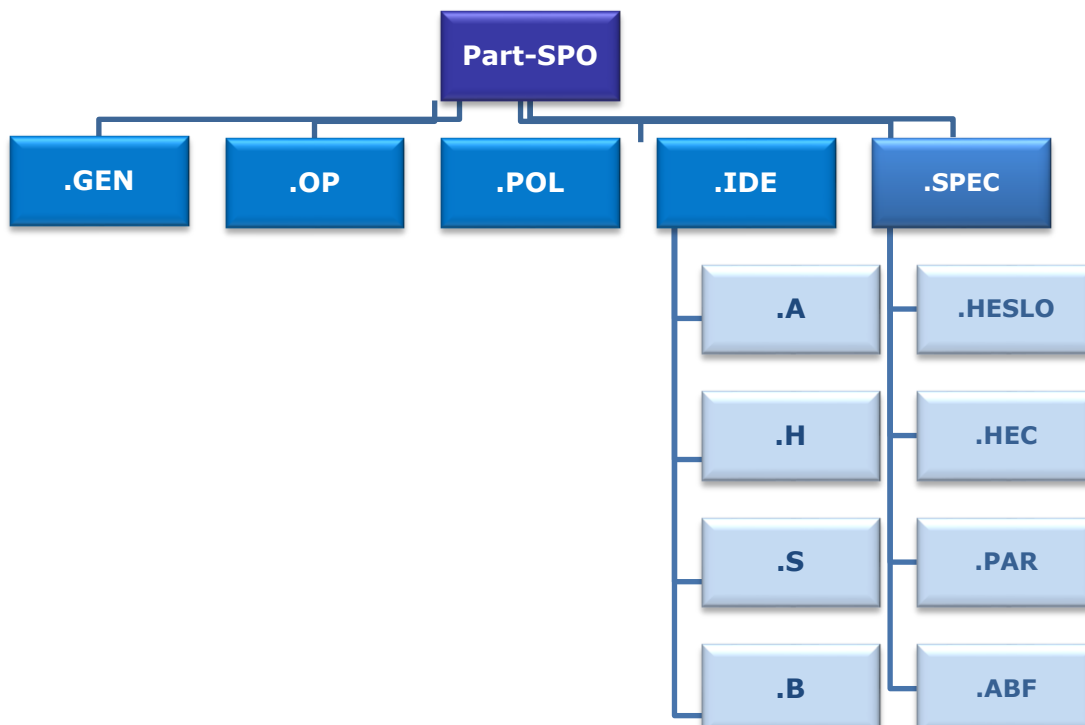 Part-SPO
.GEN
.OP
.POL
.IDE
.SPEC
.A
.HESLO
.H
.HEC
.S
.PAR
.B
.ABF